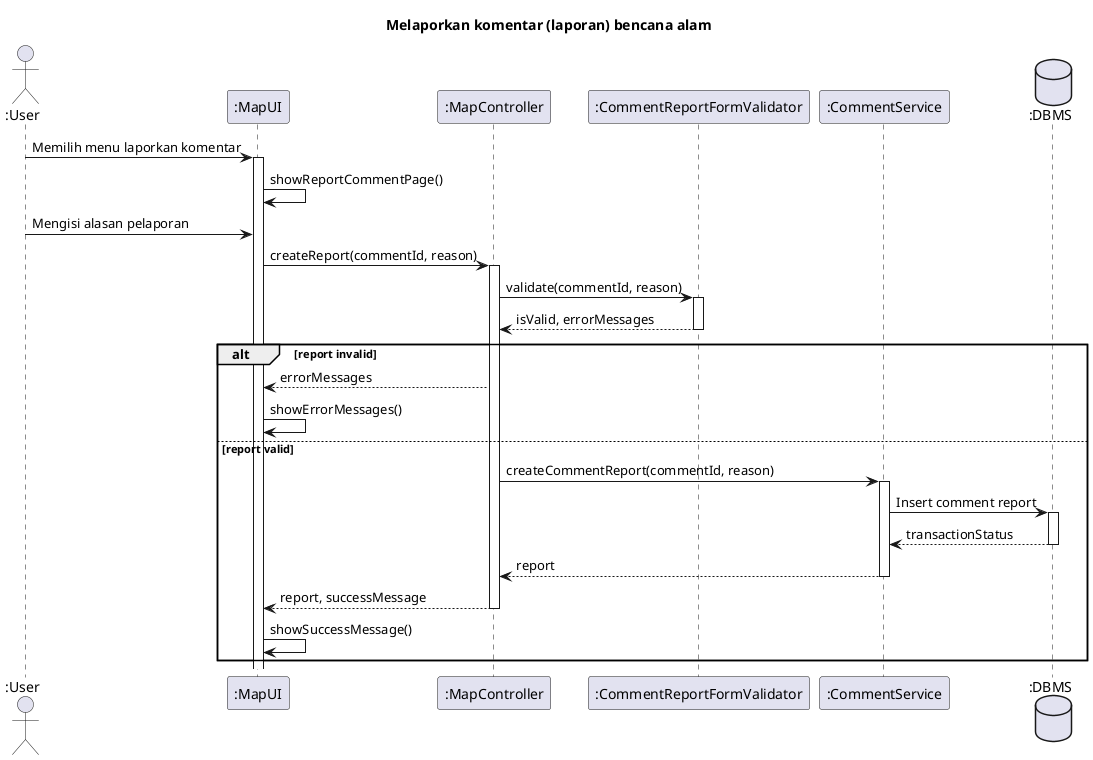 Melaporkan komentar (laporan) bencana alam
:User
:MapUI
:MapController
:CommentReportFormValidator
:CommentService
:DBMS
Memilih menu laporkan komentar
showReportCommentPage()
Mengisi alasan pelaporan
createReport(commentId, reason)
validate(commentId, reason)
isValid, errorMessages
alt [report invalid]
errorMessages
showErrorMessages()
[report valid]
createCommentReport(commentId, reason)
Insert comment report
transactionStatus
report
report, successMessage
showSuccessMessage()
:User
:MapUI
:MapController
:CommentReportFormValidator
:CommentService
:DBMS